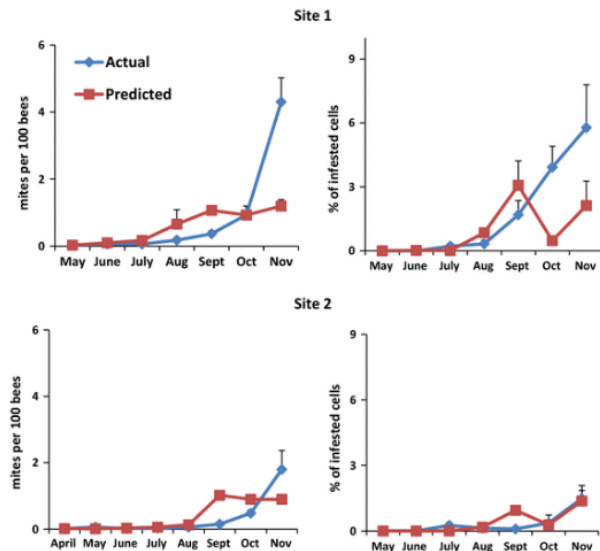 Site 1
mites per 100 bees
6
4
2
0
Actual
Predicted
May June July Aug Sept Oct Nov
% of infested cells
9
6
3
0
May June July Aug Sept Oct Nov
Site 2
mites per 100 bees
6
4
2
0
April May June July Aug Sept Oct Nov
% of infested cells
9
6
3
0
May June July Aug Sept Oct Nov